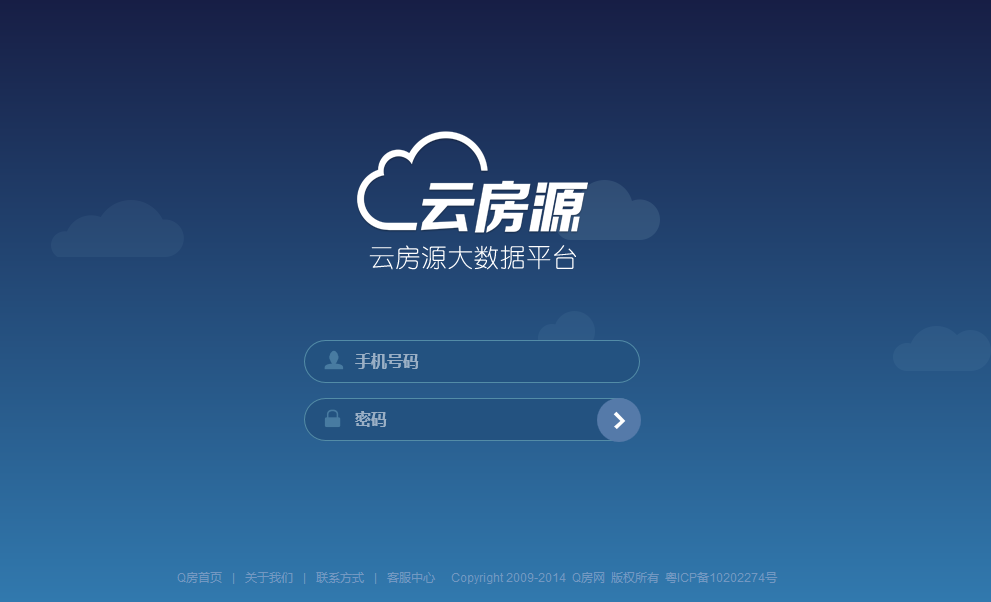 云房源
云房源大数据平台
手机号码
密码
Q房首页 | 关于我们 | 联系方式 | 客服中心 Copyright 2009-2014 Q房网 版权所有 粤ICP备10202274号